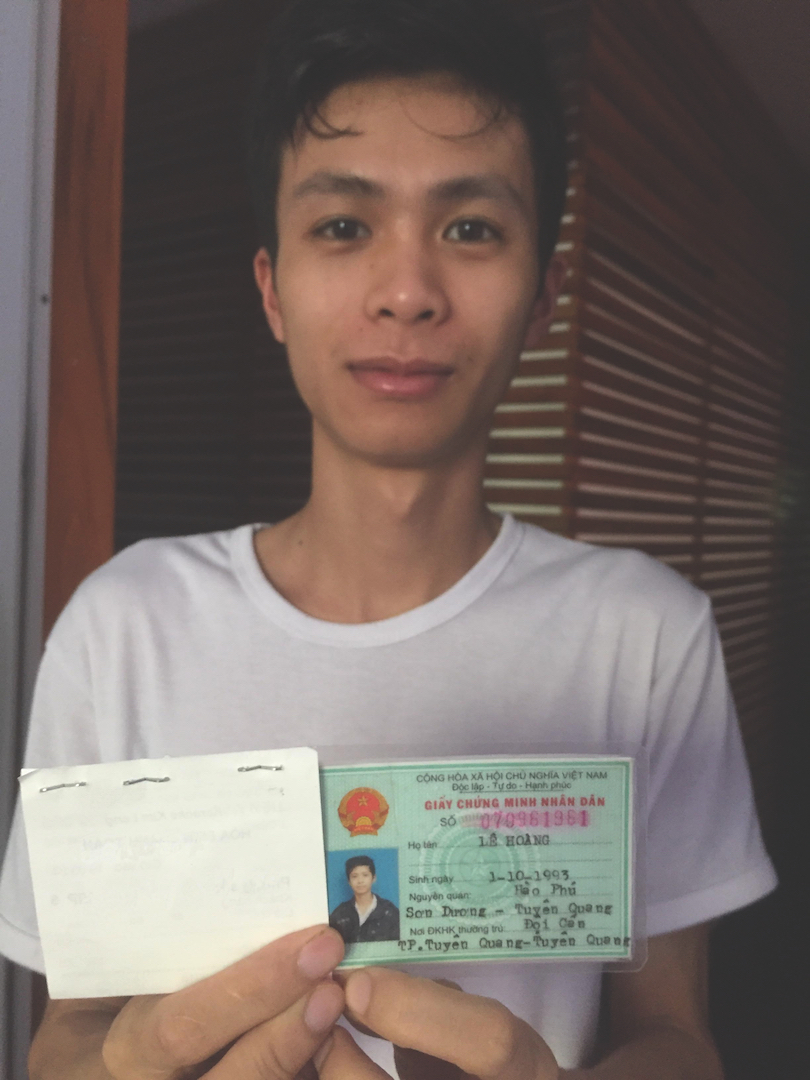 CỘNG HÒA XÃ HỘI CHỦ NGHĨA VIỆT NAM
Độc lập - Tự do - Hạnh phúc
GIẤY CHỨNG MINH NHÂN DÂN
SỐ 070961961
Họ tên LÊ HOÀNG
Sinh ngày 1-10-1993
Nguyên quán: Hào Phú
Sơn Dương - Tuyên Quang
Nơi ĐKHK thường trú: Đội Cấn
TP.Tuyên Quang-Tuyên Quang